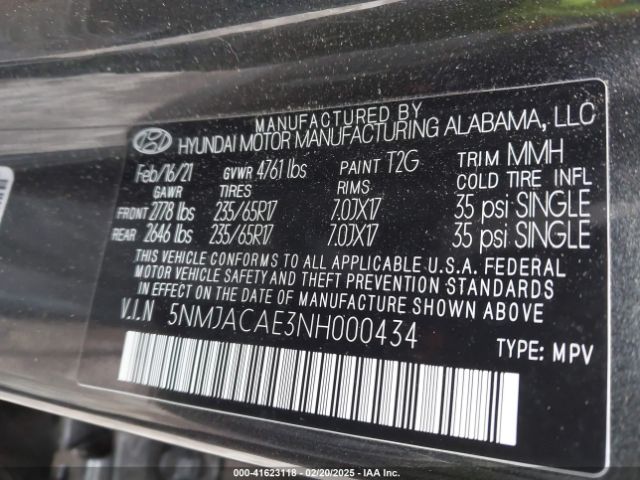 MANUFACTURED BY
HYUNDAI MOTOR MANUFACTURING ALABAMA, LLC
Feb/16/21 GVWR 4761 lbs PAINT T2G TRIM MMH
GAWR TIRES RIMS COLD TIRE INFL
FRONT 2778 lbs 235/65R17 7.0JX17 35 psi SINGLE
REAR 2646 lbs 235/65R17 7.0JX17 35 psi SINGLE
THIS VEHICLE CONFORMS TO ALL APPLICABLE U.S.A. FEDERAL
MOTOR VEHICLE SAFETY AND THEFT PREVENTION STANDARDS
IN EFFECT ON THE DATE OF MANUFACTURE SHOWN ABOVE
V.I.N 5NMJACAE3NH000434
TYPE: MPV
000-41623118 - 02/20/2025 - IAA Inc.